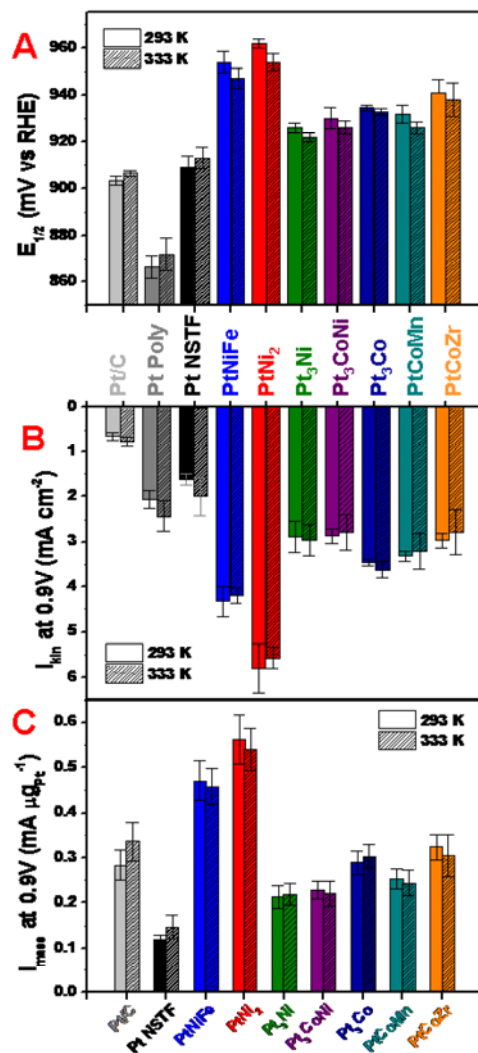 A
293 K
333 K
E1/2 (mV vs RHE)
960
940
920
900
880
860
Pt/C
Pt Poly
Pt NSTF
PtNiFe
PtNi2
Pt3Ni
Pt3CoNi
Pt3Co
PtCoMn
PtCoZr
B
Ikin at 0.9V (mA cm-2)
0
1
2
3
4
5
6
293 K
333 K
C
293 K
333 K
Imass at 0.9V (mA μgPt-1)
0.6
0.5
0.4
0.3
0.2
0.1
0.0
Pt/C
Pt NSTF
PtNiFe
PtNi2
Pt3Ni
Pt3CoNi
Pt3Co
PtCoMn
PtCoZr